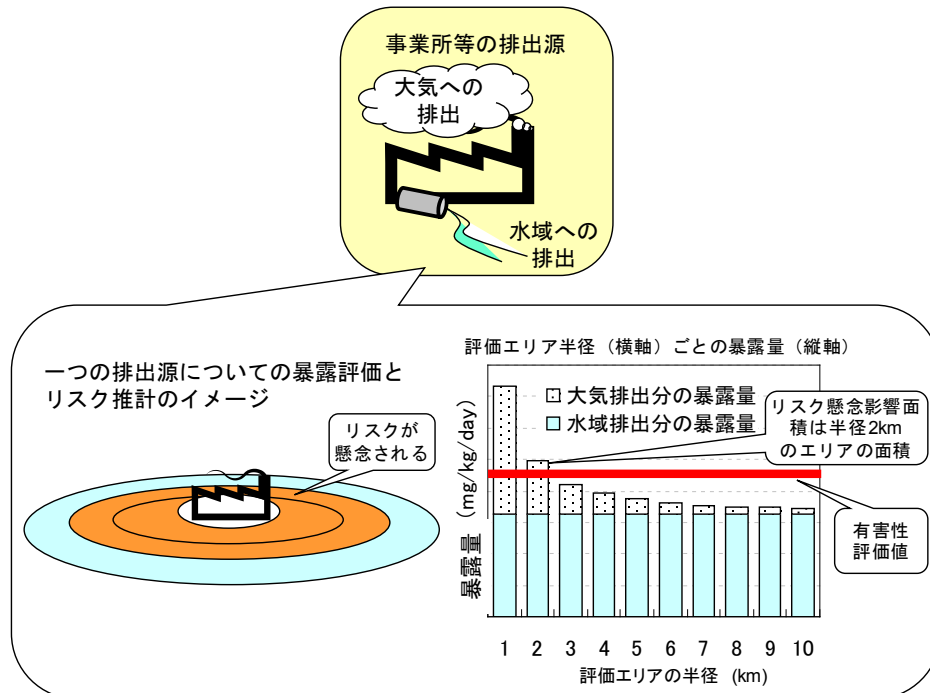 事業所等の排出源
大気への
排出
水域への
排出
一つの排出源についての暴露評価と
リスク推計のイメージ
リスクが
懸念される
評価エリア半径（横軸）ごとの暴露量（縦軸）
大気排出分の暴露量
水域排出分の暴露量
リスク懸念影響面
積は半径2km
のエリアの面積
有害性
評価値
暴露量 (mg/kg/day)
1 2 3 4 5 6 7 8 9 10
評価エリアの半径 (km)